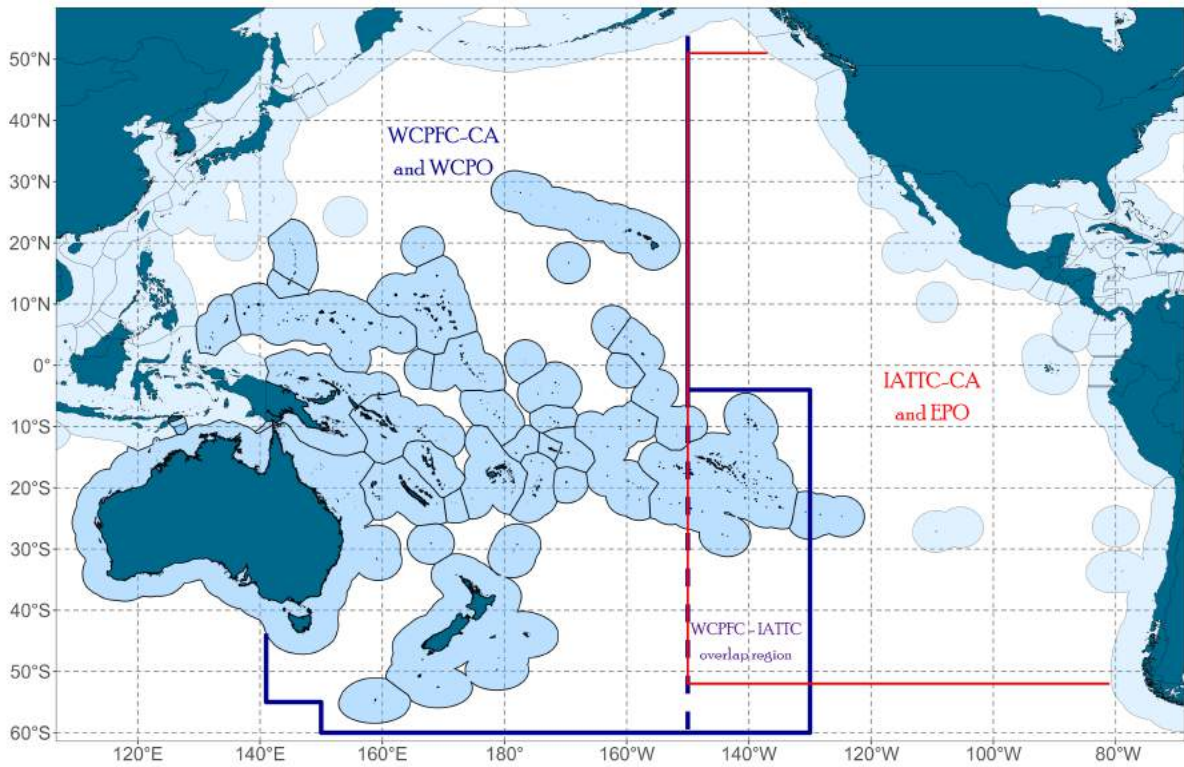 50°N
40°N
WCPFC-CA
and WCPO
30°N
20°N
10°N
0°
IATTC-CA
and EPO
10°S
20°S
30°S
40°S
WCPFC - IATTC
overlap region
50°S
60°S
120°E 140°E 160°E 180° 160°W 140°W 120°W 100°W 80°W